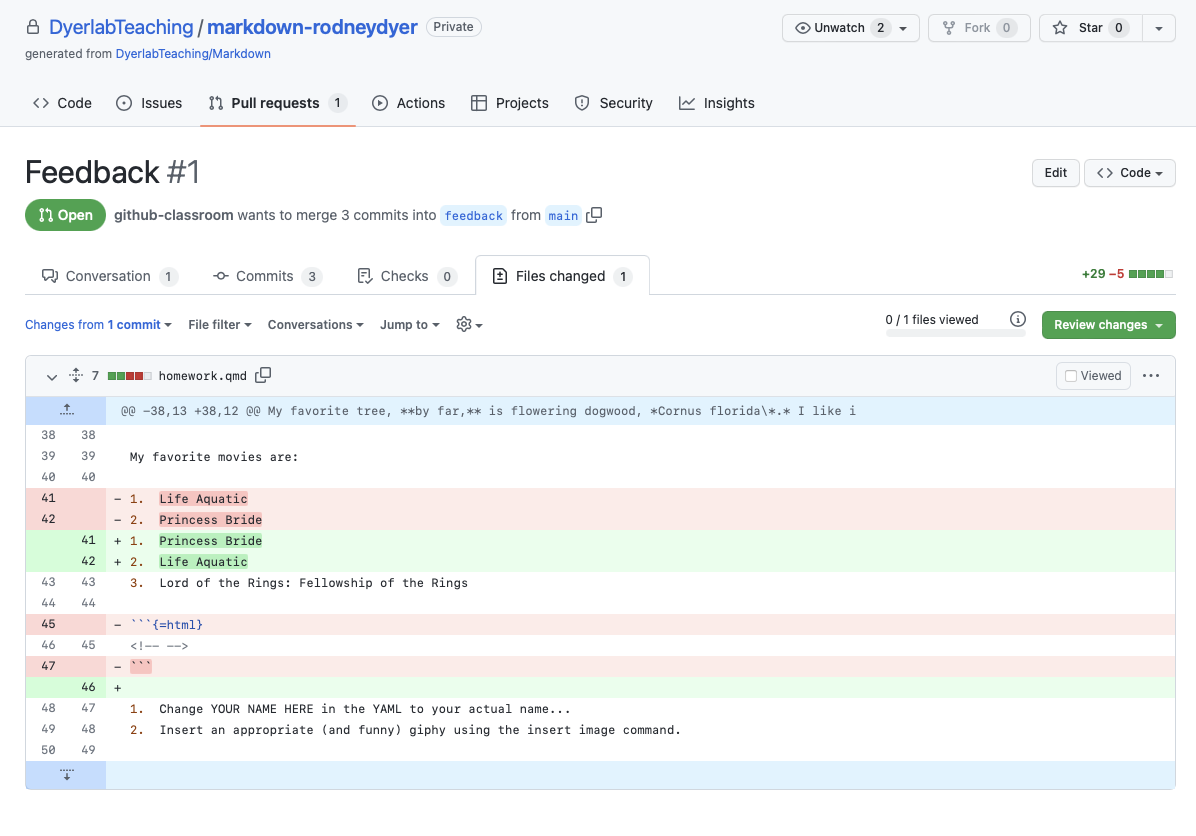 DyerlabTeaching / markdown-rodneydyer Private Unwatch 2 Fork 0 Star 0
generated from DyerlabTeaching/Markdown
Code Issues Pull requests 1 Actions Projects Security Insights
Feedback #1 Edit Code
Open github-classroom wants to merge 3 commits into feedback from main
Conversation 1 Commits 3 Checks 0 Files changed 1 +29 −5
Changes from 1 commit File filter Conversations Jump to 0 / 1 files viewed Review changes
7 homework.qmd Viewed
@@ −38,13 +38,12 @@ My favorite tree, **by far,** is flowering dogwood, *Cornus florida\*.* I like i
38 38
39 39 My favorite movies are:
40 40
41 − 1. Life Aquatic
42 − 2. Princess Bride
41 + 1. Princess Bride
42 + 2. Life Aquatic
43 43 3. Lord of the Rings: Fellowship of the Rings
44 44
45 − ```{=html}
46 45 <!-- -->
47 − ```
46 +
48 47 1. Change YOUR NAME HERE in the YAML to your actual name...
49 48 2. Insert an appropriate (and funny) giphy using the insert image command.
50 49